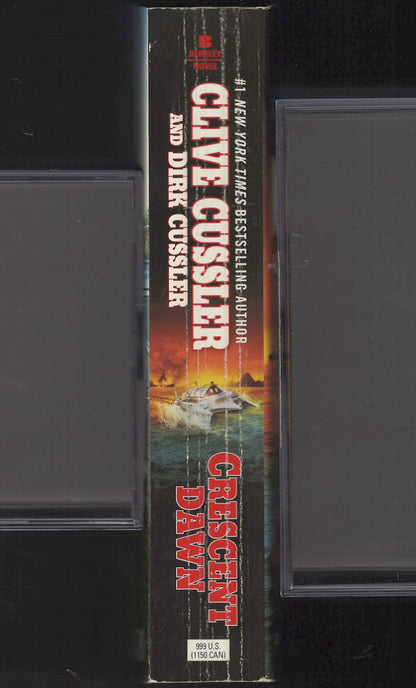 BERKLEY
NOVEL
#1 NEW YORK TIMES BESTSELLING AUTHOR
CLIVE CUSSLER
AND DIRK CUSSLER
CRESCENT
DAWN
999 U.S.
(1150 CAN)